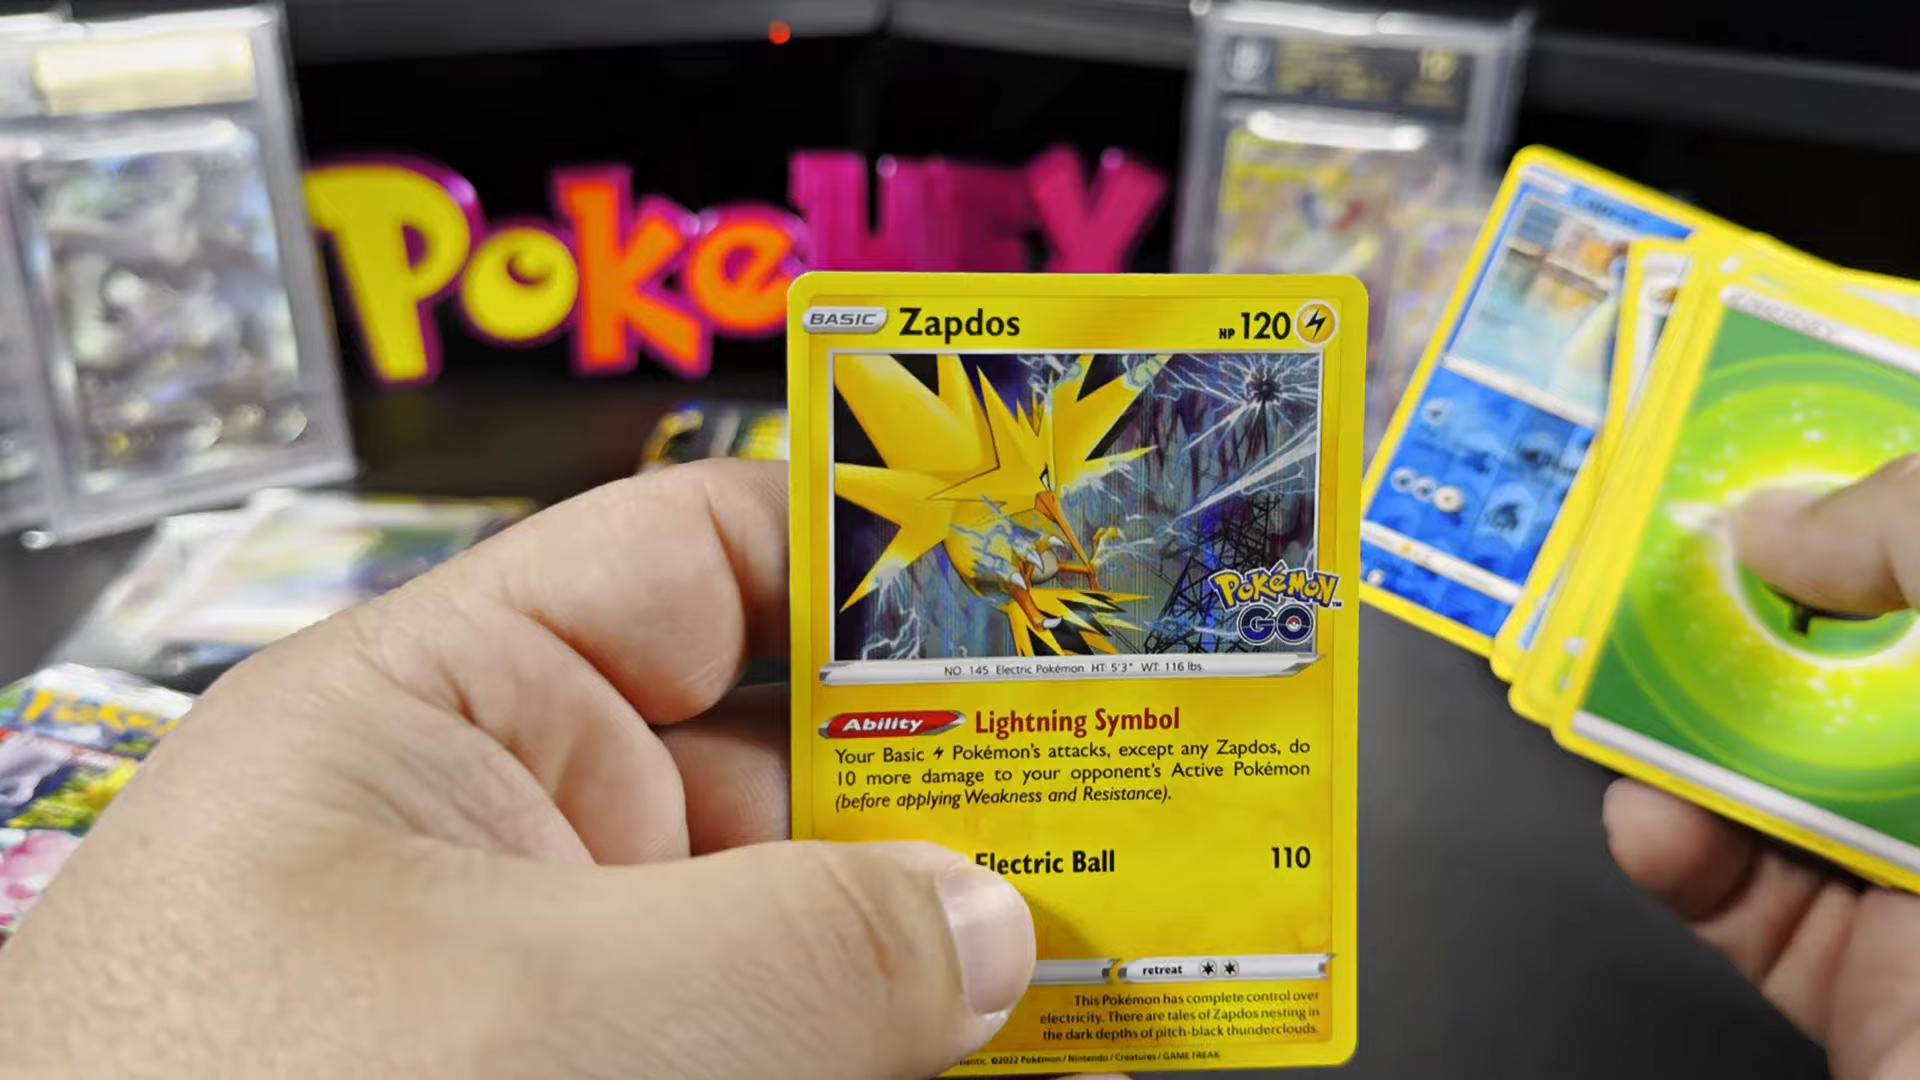 PokeHEY
BASIC Zapdos HP 120
POKÉMON™
GO
NO. 145 Electric Pokémon HT: 5'3" WT: 116 lbs.
Ability Lightning Symbol
Your Basic Pokémon's attacks, except any Zapdos, do
10 more damage to your opponent's Active Pokémon
(before applying Weakness and Resistance).
Electric Ball 110
retreat
This Pokémon has complete control over
electricity. There are tales of Zapdos nesting in
the dark depths of pitch-black thunderclouds.
©2022 Pokémon / Nintendo / Creatures / GAME FREAK
ENERGY